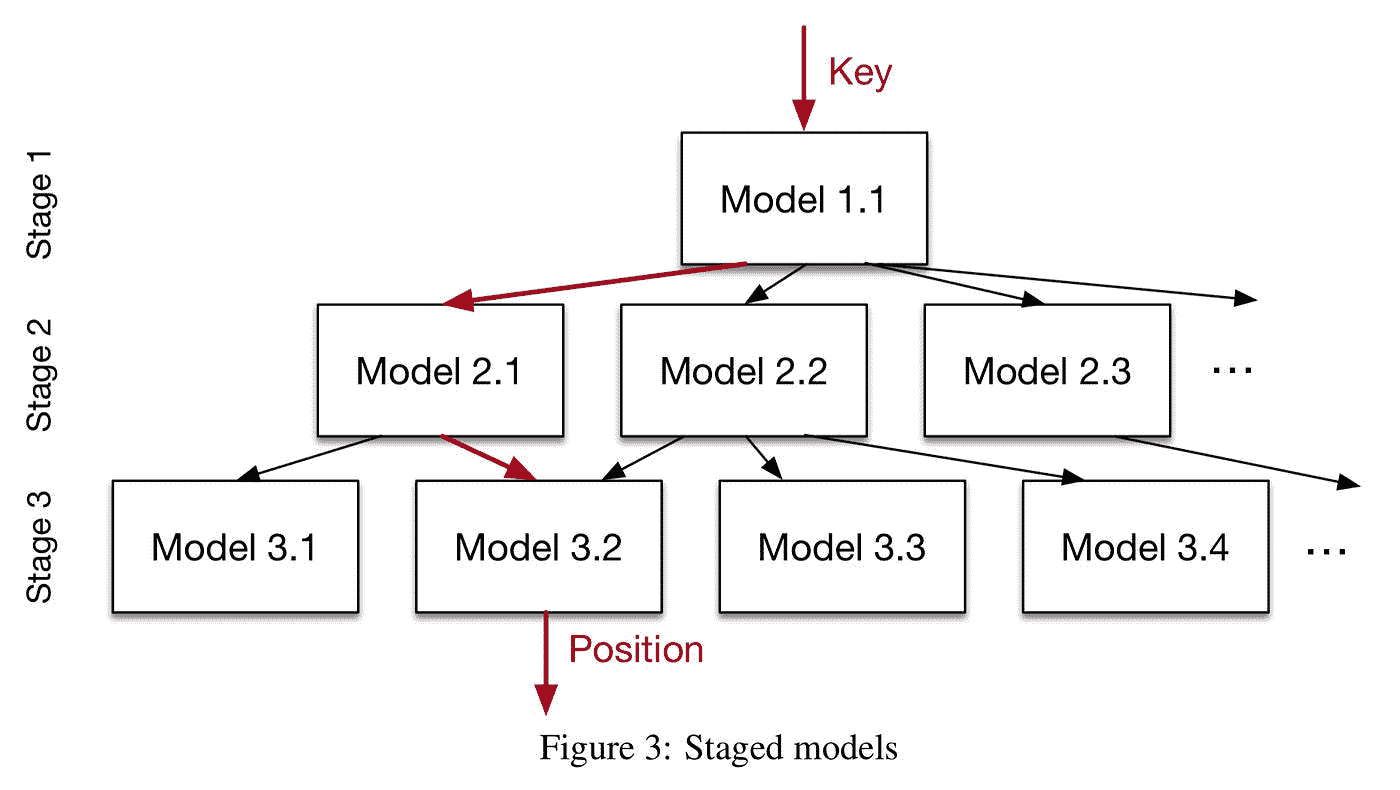 Key
Stage 1
Model 1.1
Stage 2
Model 2.1
Model 2.2
Model 2.3
...
Stage 3
Model 3.1
Model 3.2
Model 3.3
Model 3.4
...
Position
Figure 3: Staged models